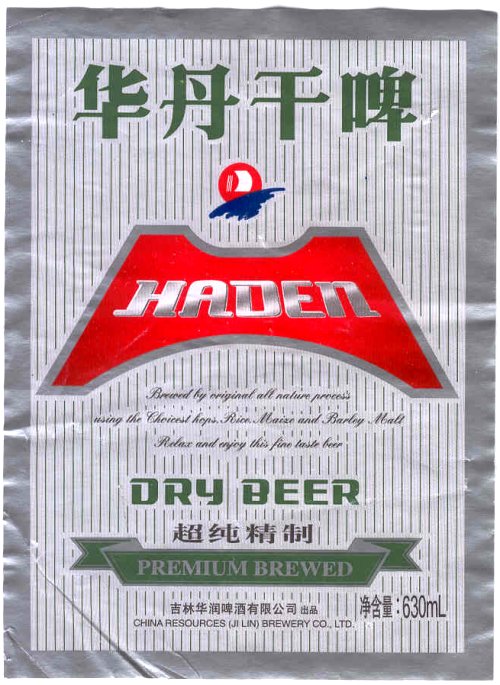 华丹干啤
HADEN
Brewed by original all nature process
using the Choicest hops.Rice.Maize and Barley Malt
Relax and enjoy this fine taste beer
DRY BEER
超纯精制
PREMIUM BREWED
吉林华润啤酒有限公司 出品
净含量:630mL
CHINA RESOURCES (JI LIN) BREWERY CO., LTD.